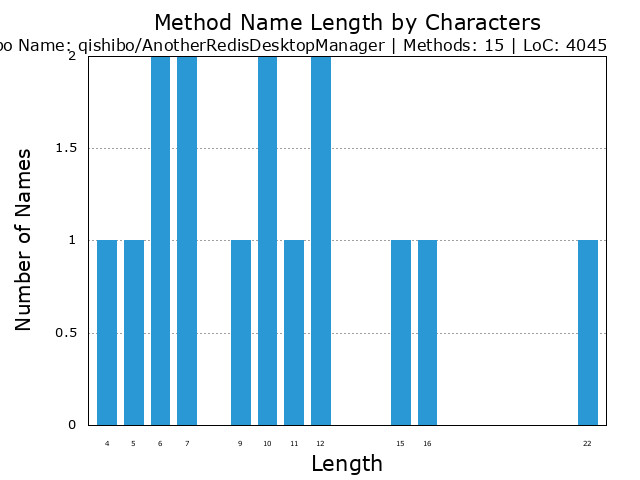 Method Name Length by Characters
po Name: qishibo/AnotherRedisDesktopManager | Methods: 15 | LoC: 4045
2
1.5
1
0.5
0
Number of Names
4 5 6 7 9 10 11 12 15 16 22
Length